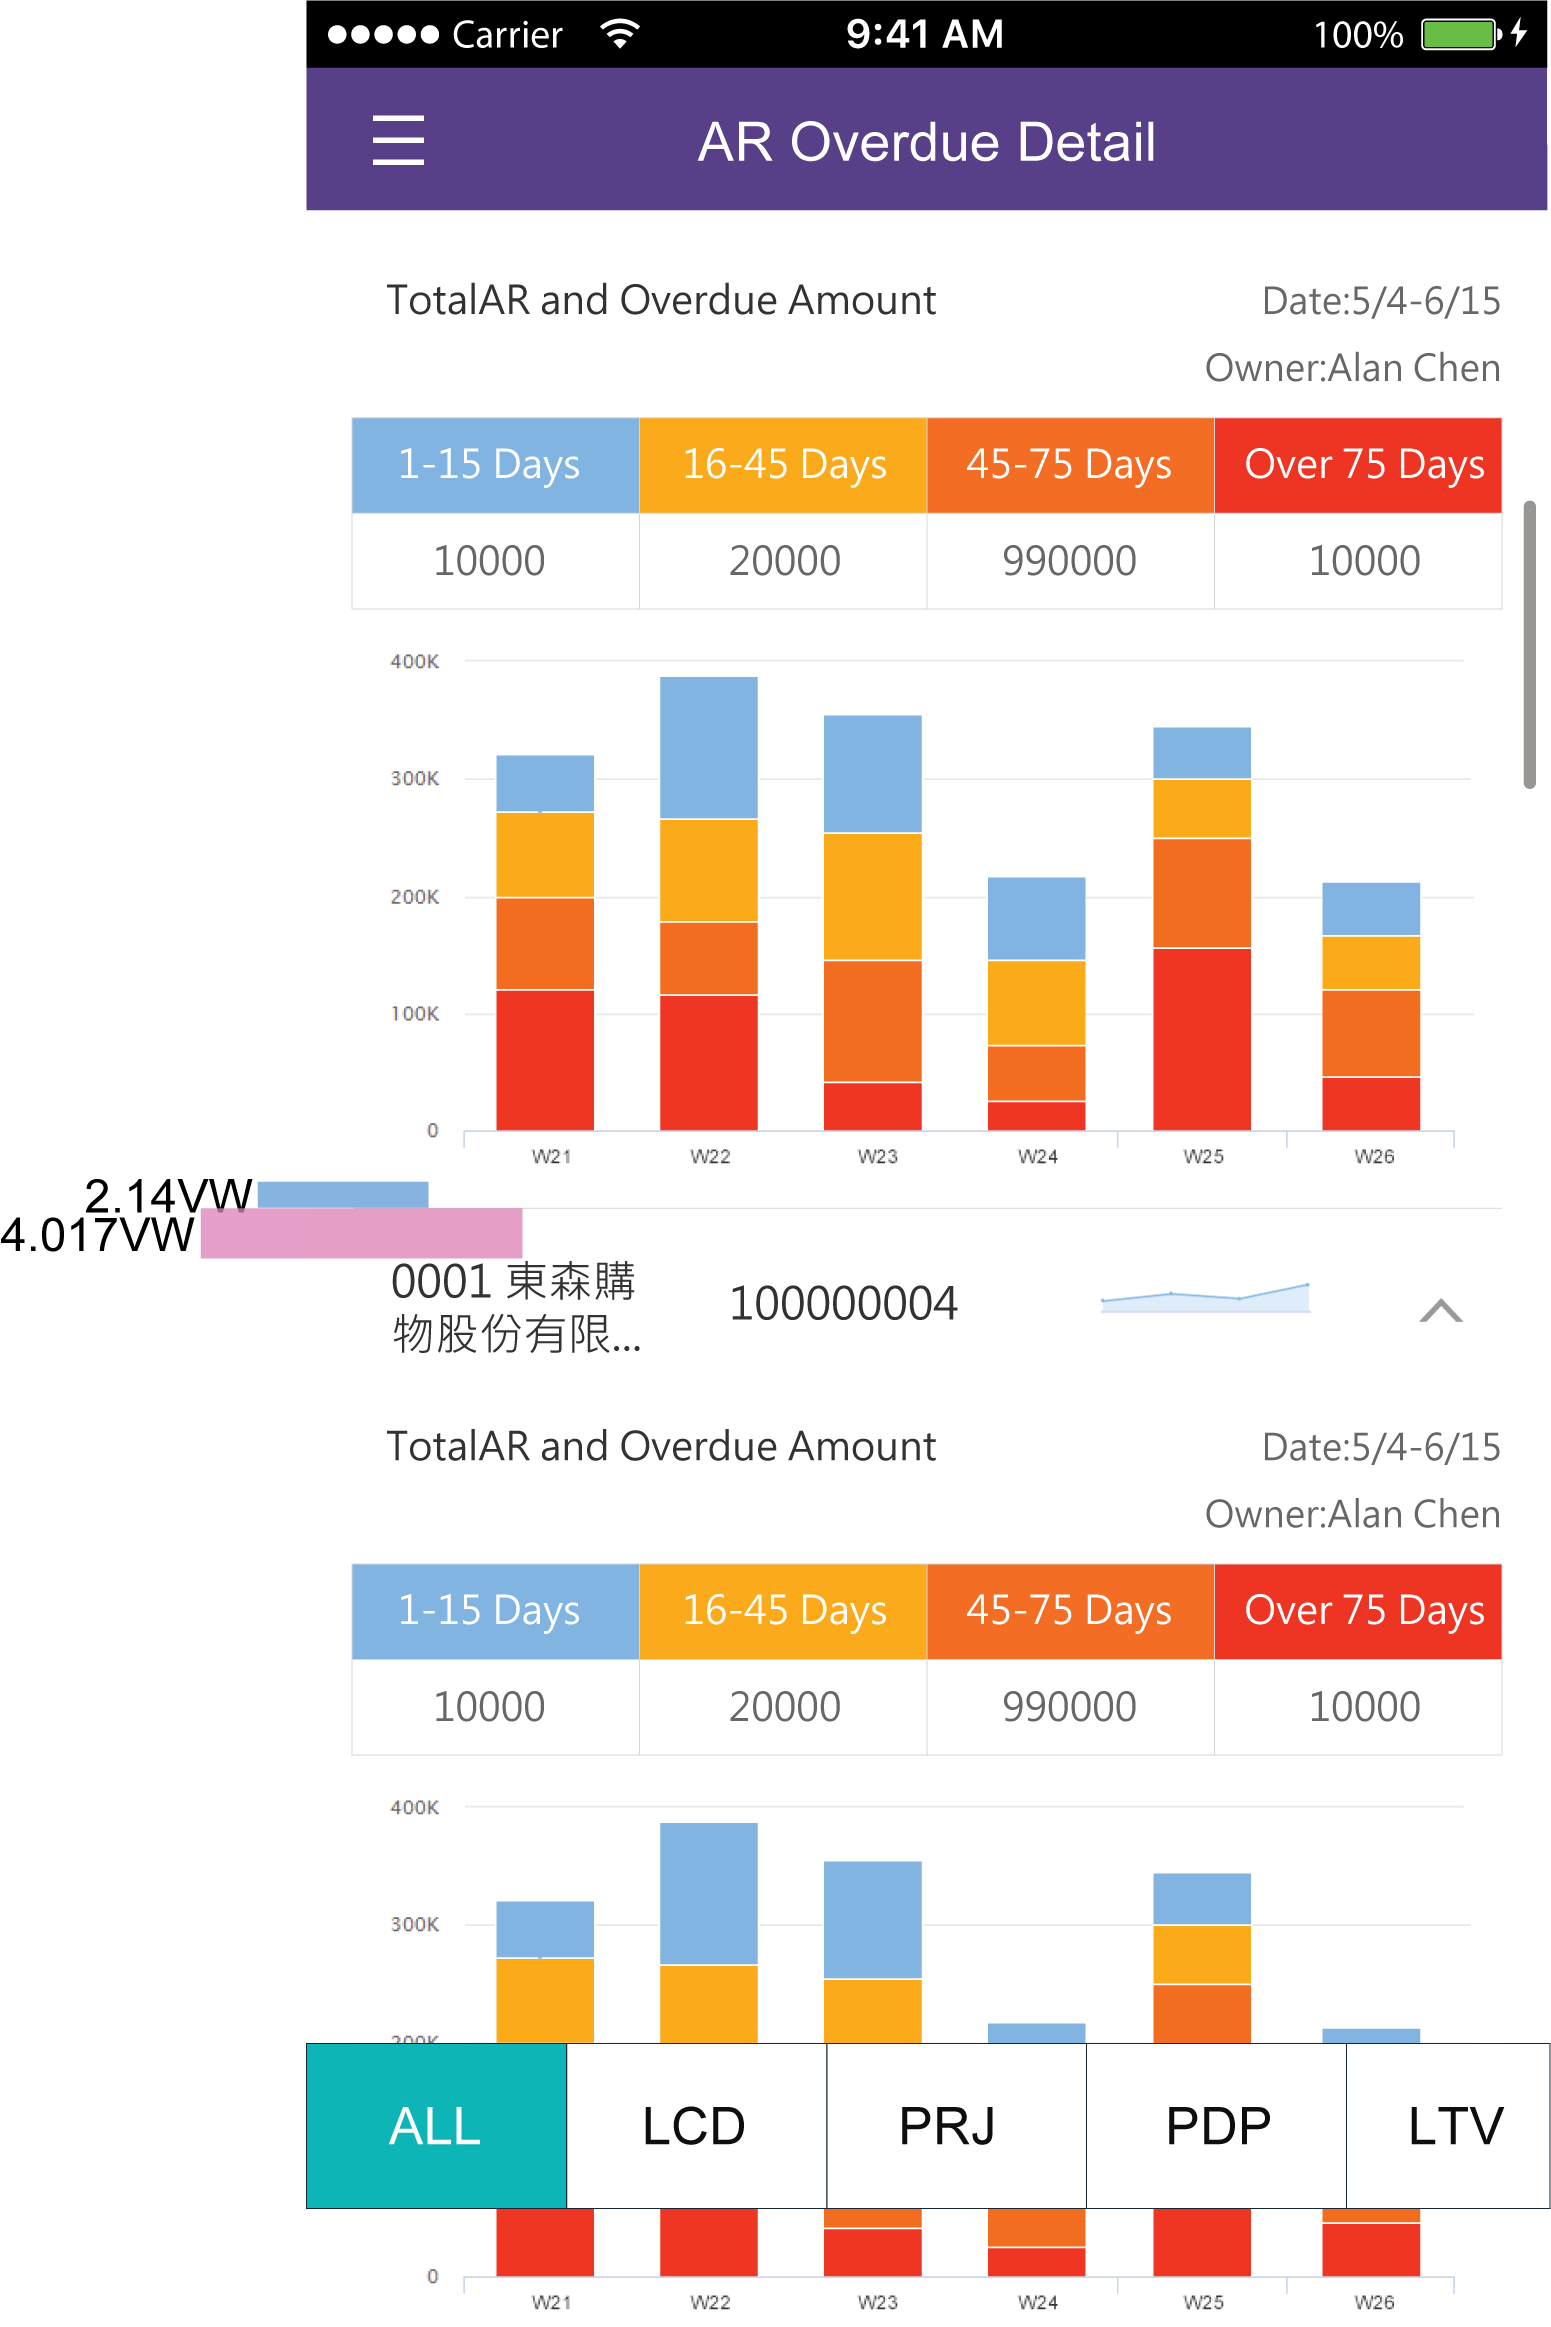 Carrier 9:41 AM 100%
AR Overdue Detail
TotalAR and Overdue Amount Date:5/4-6/15
Owner:Alan Chen
1-15 Days 16-45 Days 45-75 Days Over 75 Days
10000 20000 990000 10000
400K
300K
200K
100K
0
W21 W22 W23 W24 W25 W26
2.14VW
4.017VW
0001 東森購
物股份有限...
100000004
TotalAR and Overdue Amount Date:5/4-6/15
Owner:Alan Chen
1-15 Days 16-45 Days 45-75 Days Over 75 Days
10000 20000 990000 10000
400K
300K
200K
ALL LCD PRJ PDP LTV
0
W21 W22 W23 W24 W25 W26